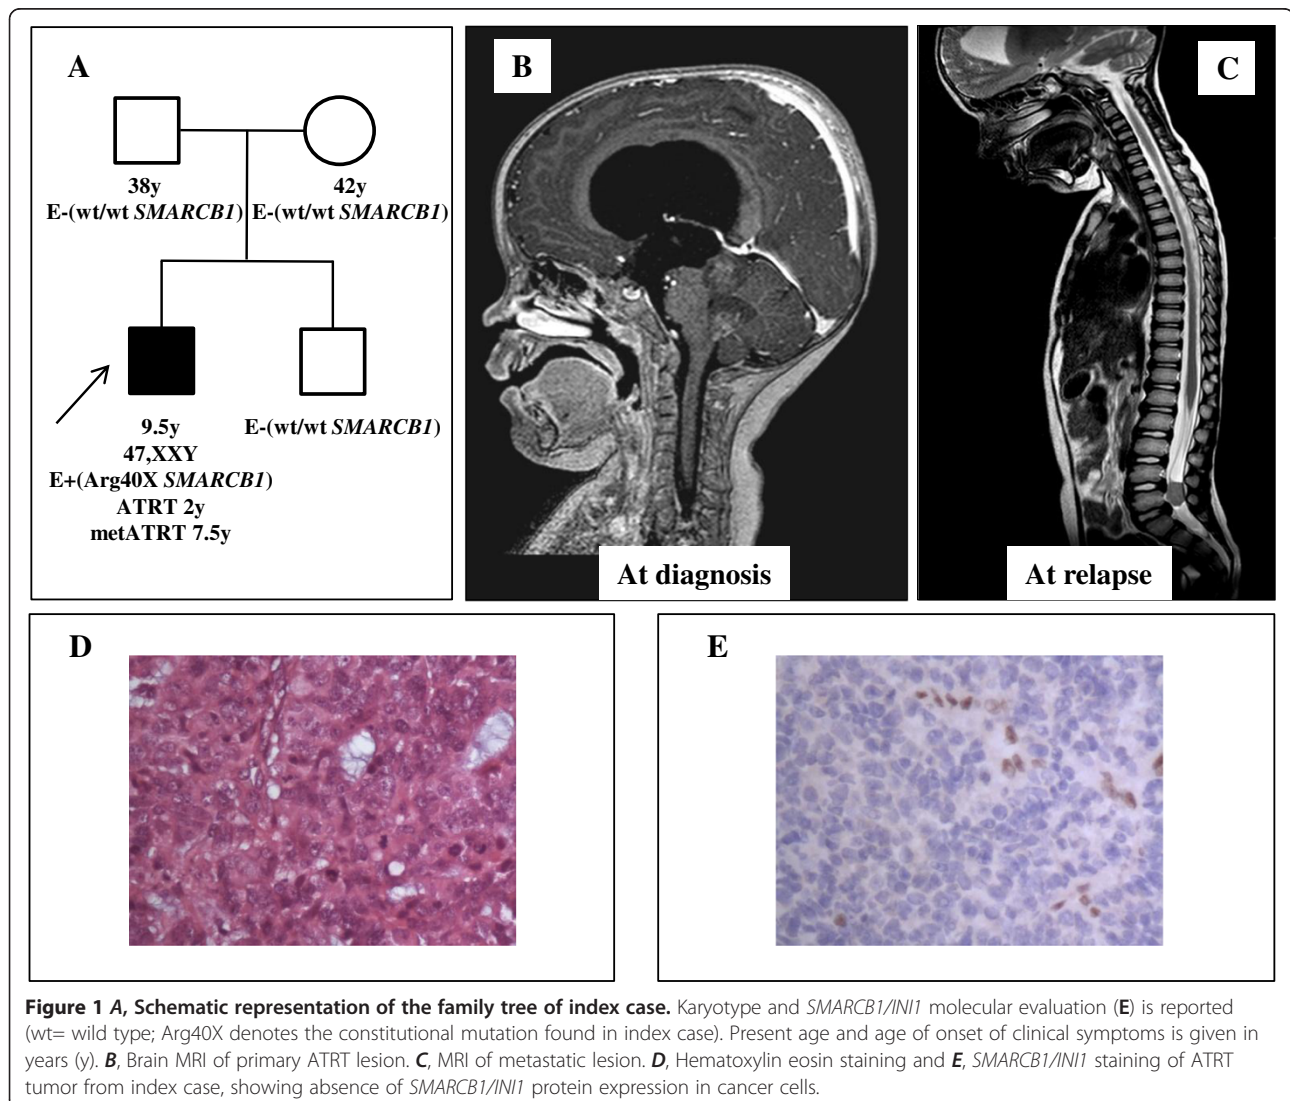 A
38y
E-(wt/wt SMARCB1)
42y
E-(wt/wt SMARCB1)
9.5y
47,XXY
E+(Arg40X SMARCB1)
ATRT 2y
metATRT 7.5y
E-(wt/wt SMARCB1)
B
At diagnosis
C
At relapse
D
E
Figure 1 A, Schematic representation of the family tree of index case. Karyotype and SMARCB1/INI1 molecular evaluation (E) is reported
(wt= wild type; Arg40X denotes the constitutional mutation found in index case). Present age and age of onset of clinical symptoms is given in
years (y). B, Brain MRI of primary ATRT lesion. C, MRI of metastatic lesion. D, Hematoxylin eosin staining and E, SMARCB1/INI1 staining of ATRT
tumor from index case, showing absence of SMARCB1/INI1 protein expression in cancer cells.